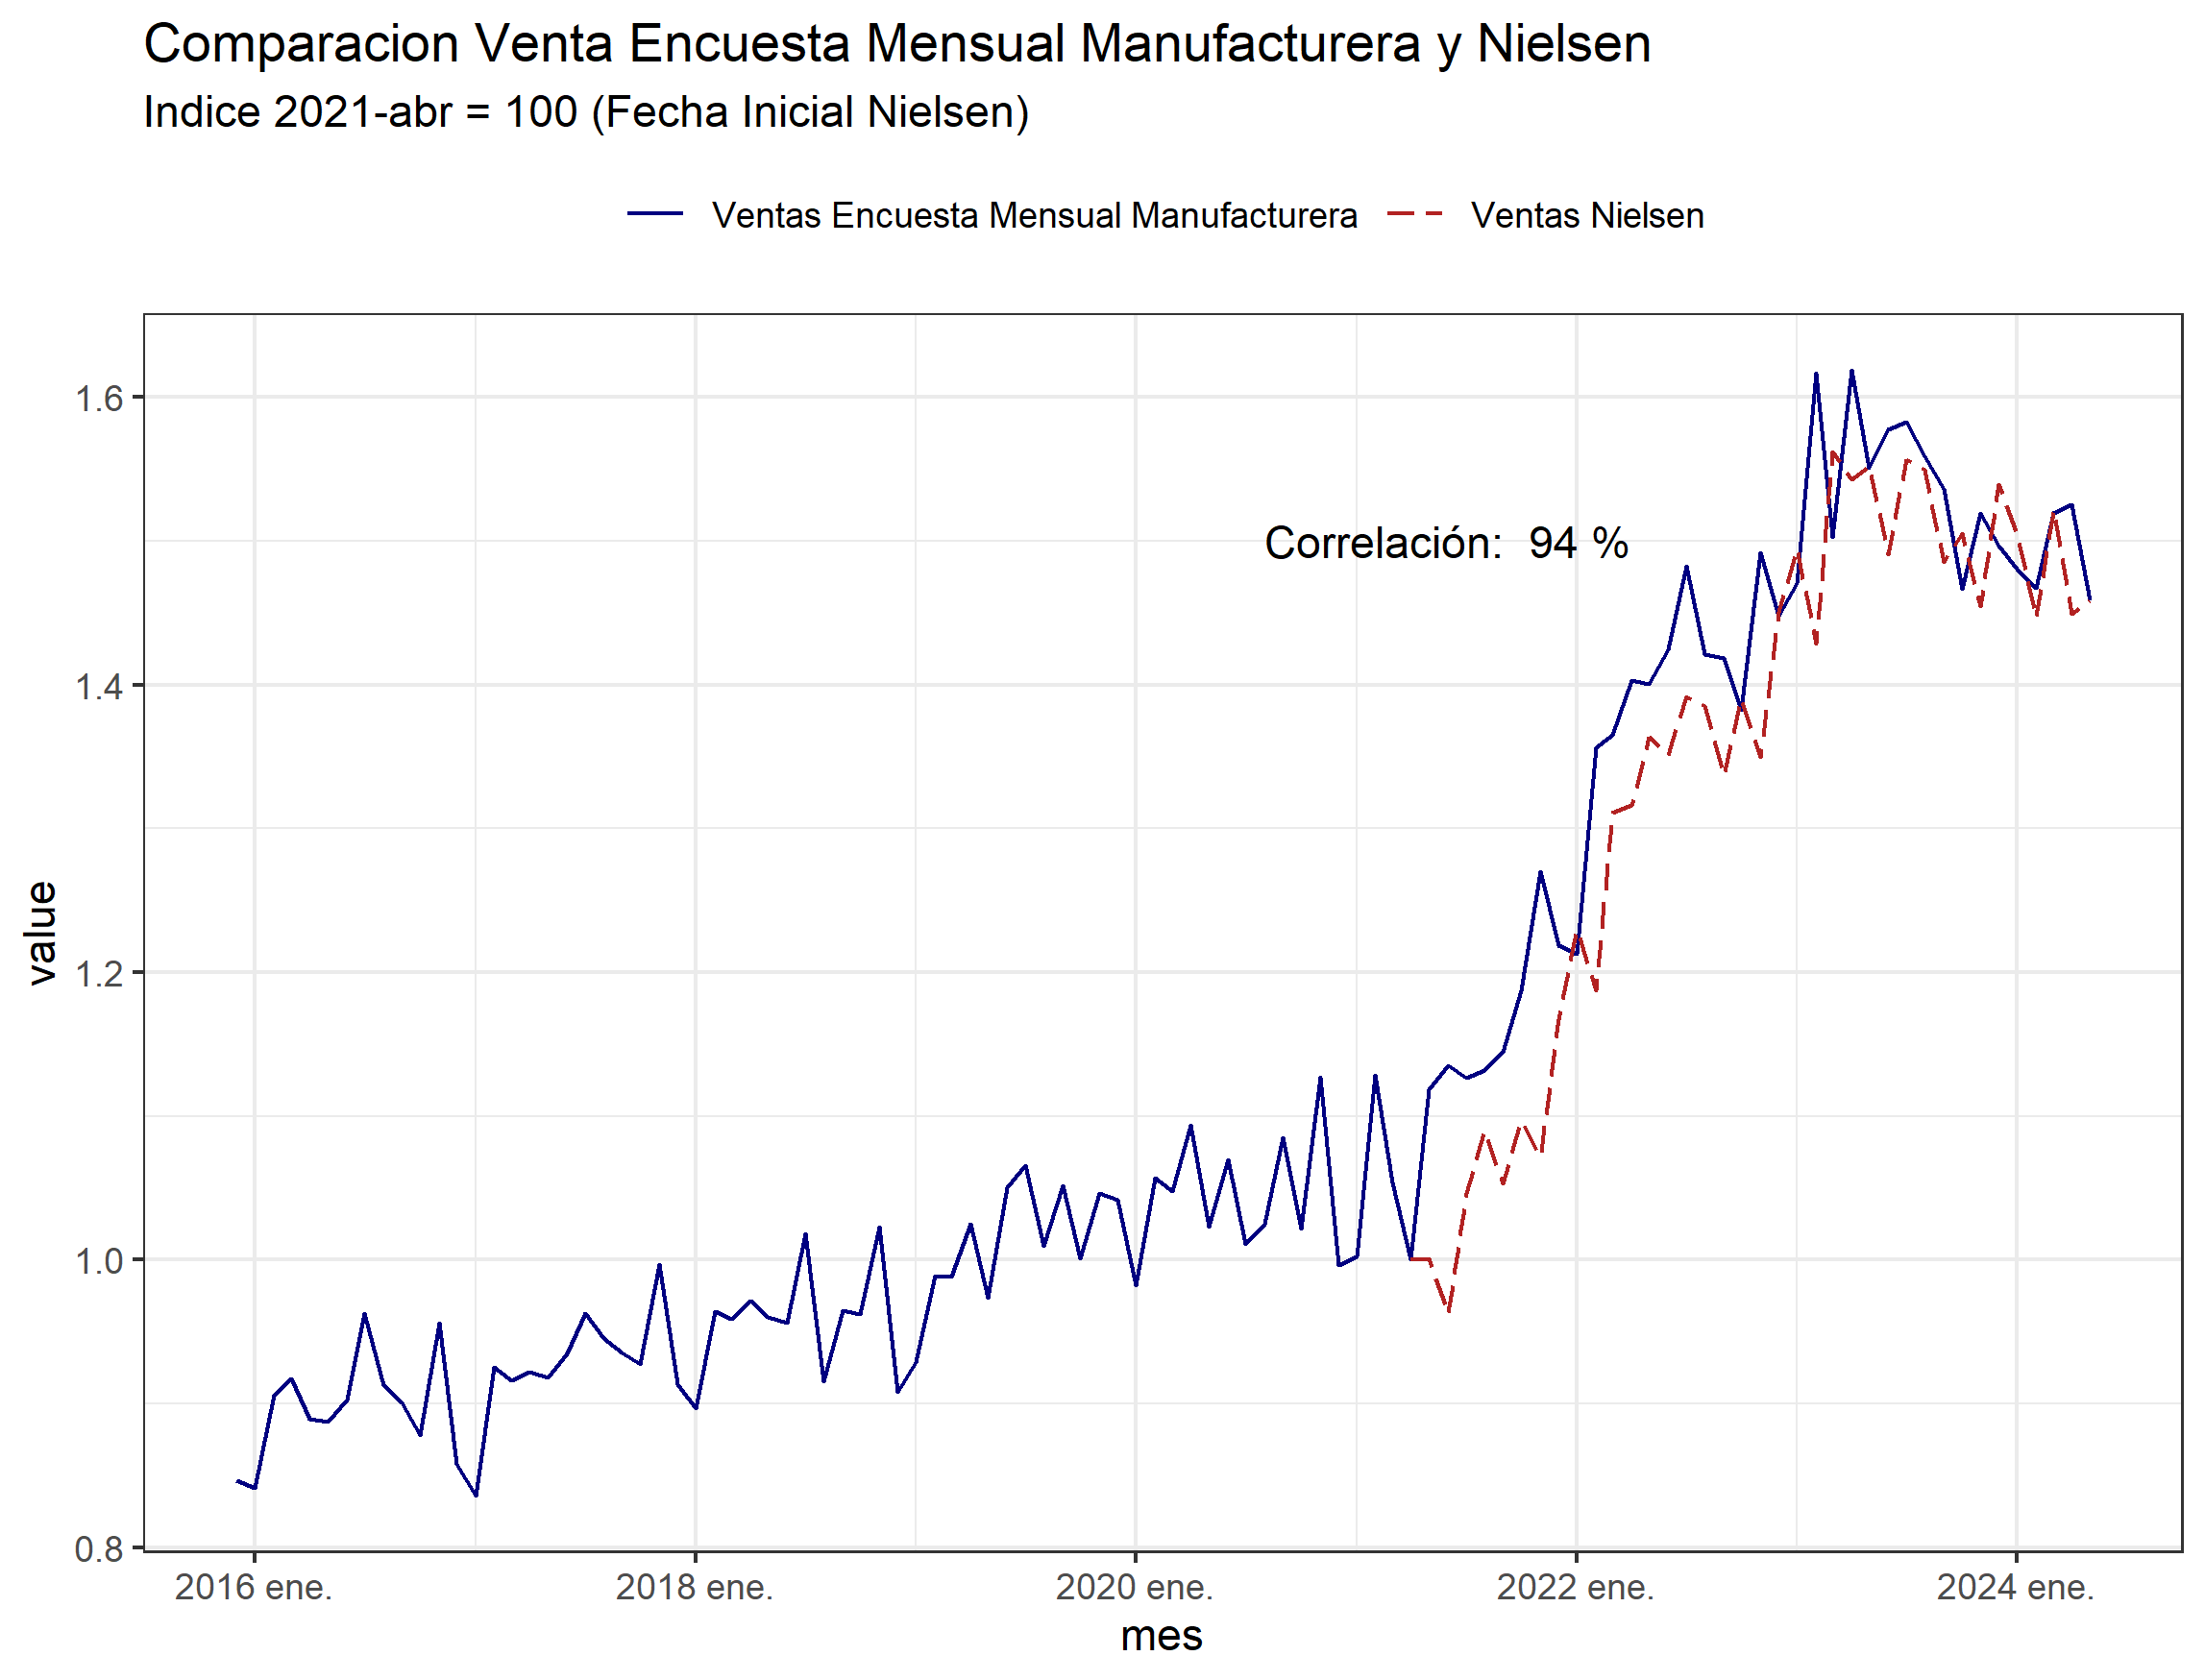 Comparacion Venta Encuesta Mensual Manufacturera y Nielsen
Indice 2021-abr = 100 (Fecha Inicial Nielsen)
Ventas Encuesta Mensual Manufacturera Ventas Nielsen
1.6
Correlación: 94 %
1.4
1.2
value
1.0
0.8
2016 ene. 2018 ene. 2020 ene. 2022 ene. 2024 ene.
mes